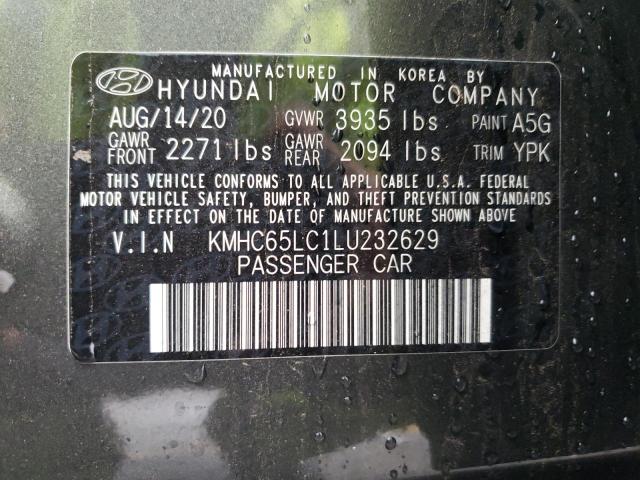 MANUFACTURED IN KOREA BY
HYUNDAI MOTOR COMPANY
AUG/14/20 GVWR 3935 lbs PAINT A5G
GAWR FRONT 2271 lbs GAWR REAR 2094 lbs TRIM YPK
THIS VEHICLE CONFORMS TO ALL APPLICABLE U.S.A. FEDERAL
MOTOR VEHICLE SAFETY, BUMPER, AND THEFT PREVENTION STANDARDS
IN EFFECT ON THE DATE OF MANUFACTURE SHOWN ABOVE
V.I.N KMHC65LC1LU232629
PASSENGER CAR